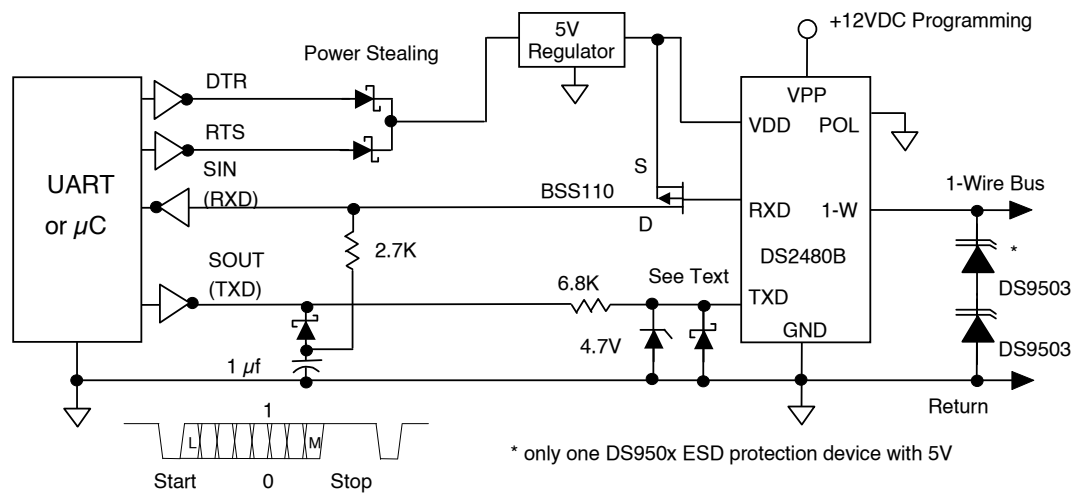 +12VDC Programming
5V
Regulator
Power Stealing
DTR
VPP
VDD
POL
RTS
S
SIN
(RXD)
BSS110
1-Wire Bus
UART
or µC
RXD
1-W
D
2.7K
DS2480B
*
SOUT
(TXD)
6.8K
See Text
TXD
DS9503
GND
4.7V
DS9503
1 µf
Return
1
L
M
* only one DS950x ESD protection device with 5V
Start
0
Stop